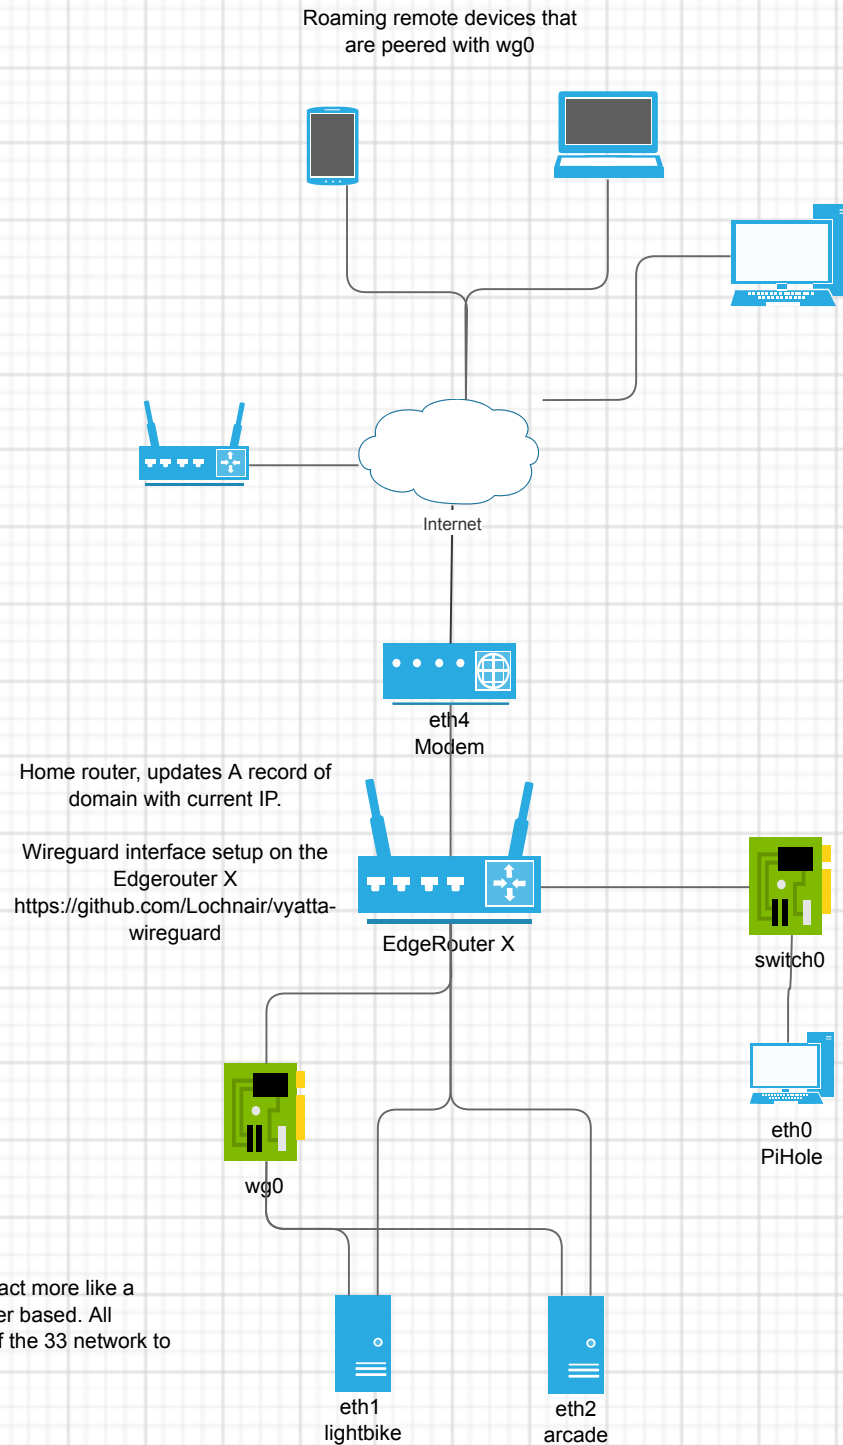 Roaming remote devices that
are peered with wg0
Internet
eth4
Modem
Home router, updates A record of
domain with current IP.
Wireguard interface setup on the
Edgerouter X
https://github.com/Lochnair/vyatta-
wireguard
EdgeRouter X
switch0
eth0
PiHole
wg0
act more like a
er based. All
f the 33 network to
eth1
lightbike
eth2
arcade